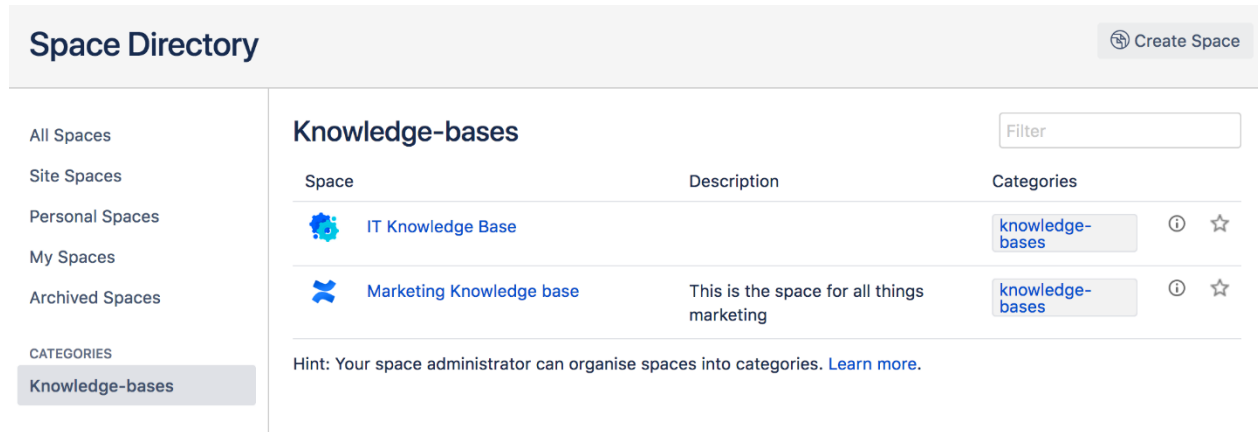 Space Directory
Create Space
All Spaces
Site Spaces
Personal Spaces
My Spaces
Archived Spaces
CATEGORIES
Knowledge-bases
Knowledge-bases
Filter
Space Description Categories
IT Knowledge Base
knowledge-
bases
Marketing Knowledge base
This is the space for all things
marketing
knowledge-
bases
Hint: Your space administrator can organise spaces into categories. Learn more.